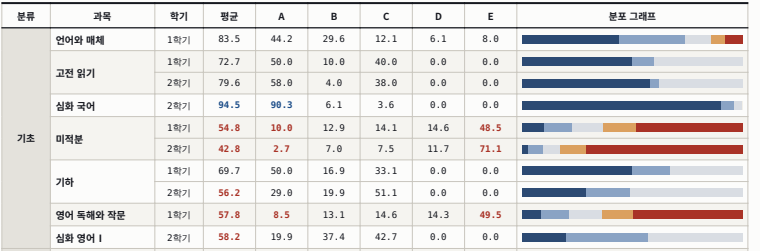 분류 과목 학기 평균 A B C D E 분포 그래프
기초
언어와 매체 1학기 83.5 44.2 29.6 12.1 6.1 8.0
고전 읽기 1학기 72.7 50.0 10.0 40.0 0.0 0.0
2학기 79.6 58.0 4.0 38.0 0.0 0.0
심화 국어 2학기 94.5 90.3 6.1 3.6 0.0 0.0
미적분 1학기 54.8 10.0 12.9 14.1 14.6 48.5
2학기 42.8 2.7 7.0 7.5 11.7 71.1
기하 1학기 69.7 50.0 16.9 33.1 0.0 0.0
2학기 56.2 29.0 19.9 51.1 0.0 0.0
영어 독해와 작문 1학기 57.8 8.5 13.1 14.6 14.3 49.5
심화 영어 Ⅰ 2학기 58.2 19.9 37.4 42.7 0.0 0.0